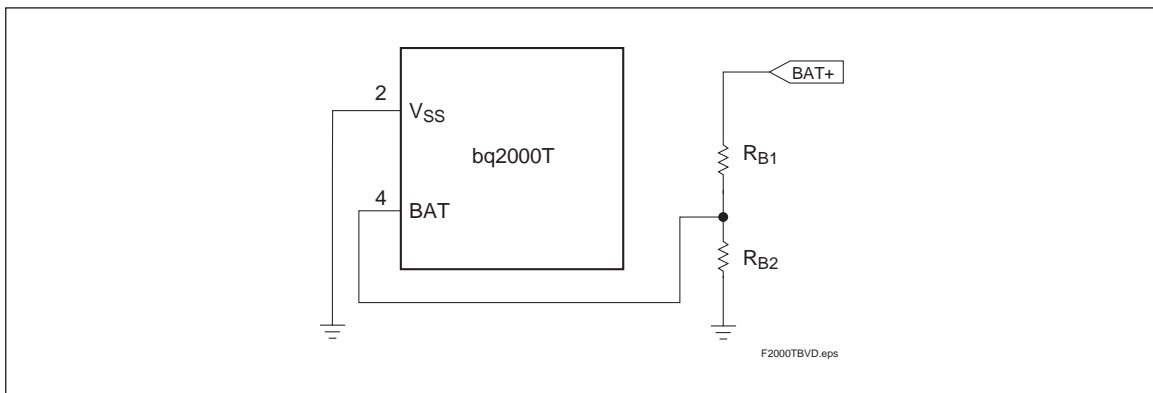 BAT+
2
VSS
bq2000T
RB1
4
BAT
RB2
F2000TBVD.eps